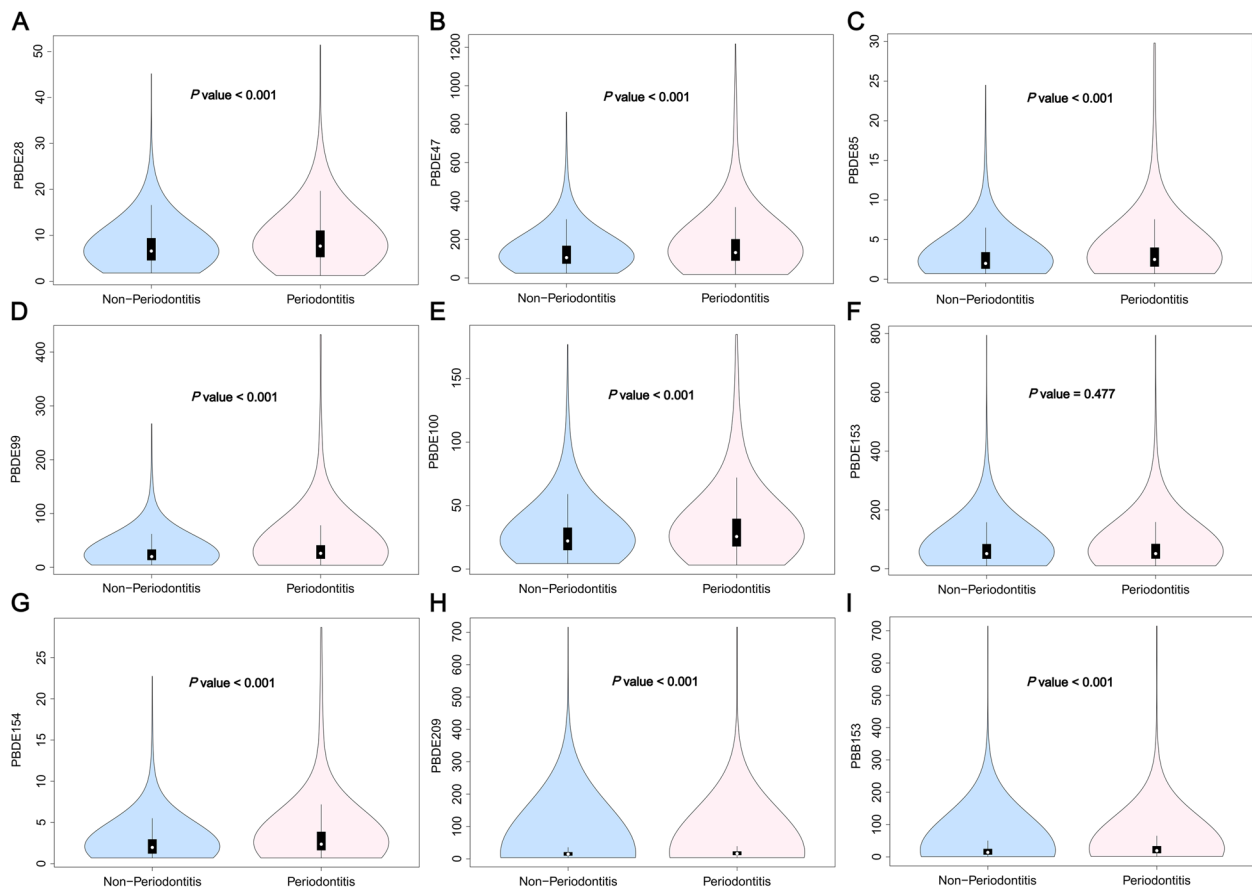 A
PBDE28
0
10
20
30
40
50
P value < 0.001
Non−Periodontitis
Periodontitis
B
PBDE47
0
200
400
600
800
1000
1200
P value < 0.001
Non−Periodontitis
Periodontitis
C
PBDE85
0
5
10
15
20
25
30
P value < 0.001
Non−Periodontitis
Periodontitis
D
PBDE99
0
100
200
300
400
P value < 0.001
Non−Periodontitis
Periodontitis
E
PBDE100
0
50
100
150
P value < 0.001
Non−Periodontitis
Periodontitis
F
PBDE153
0
200
400
600
800
P value = 0.477
Non−Periodontitis
Periodontitis
G
PBDE154
0
5
10
15
20
25
P value < 0.001
Non−Periodontitis
Periodontitis
H
PBDE209
0
100
200
300
400
500
600
700
P value < 0.001
Non−Periodontitis
Periodontitis
I
PBB153
0
100
200
300
400
500
600
700
P value < 0.001
Non−Periodontitis
Periodontitis